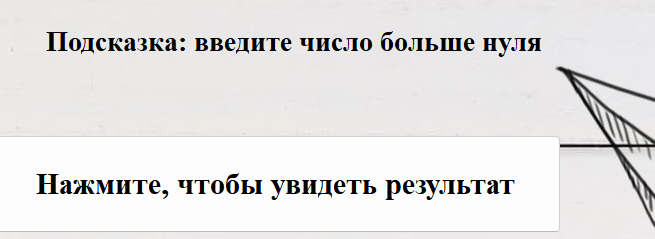 Подсказка: введите число больше нуля
Нажмите, чтобы увидеть результат